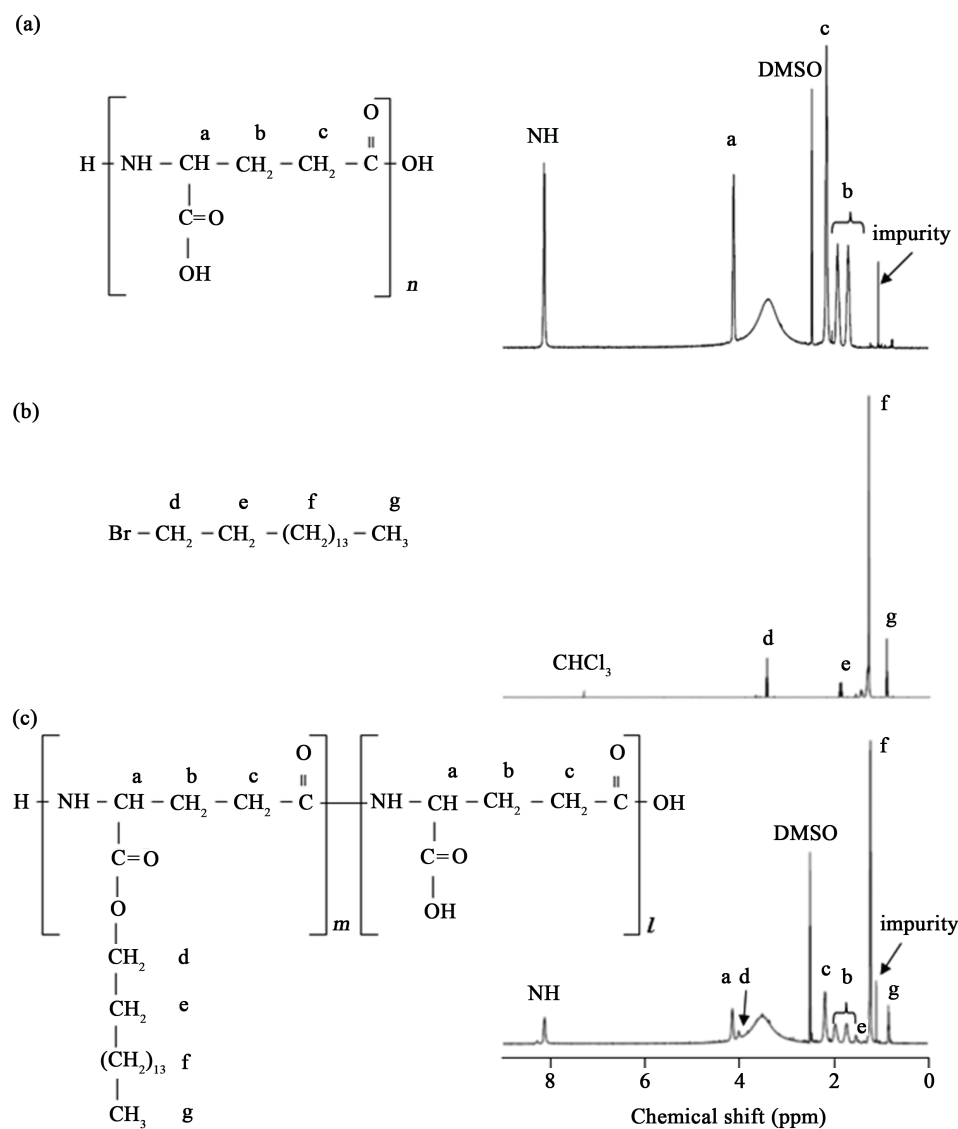 (a)
c
DMSO
O
a b c
NH
a
H NH CH CH₂ CH₂ C OH
b
C=O
impurity
OH
n
(b)
f
d e f g
Br CH₂ CH₂ (CH₂)₁₃ CH₃
g
d
CHCl₃
e
(c)
f
O O
a b c a b c
H NH CH CH₂ CH₂ C NH CH CH₂ CH₂ C OH
DMSO
C=O C=O
O OH
m l
impurity
CH₂ d
c b
a d
g
NH
CH₂ e
e
(CH₂)₁₃ f
8 6 4 2 0
CH₃ g
Chemical shift (ppm)